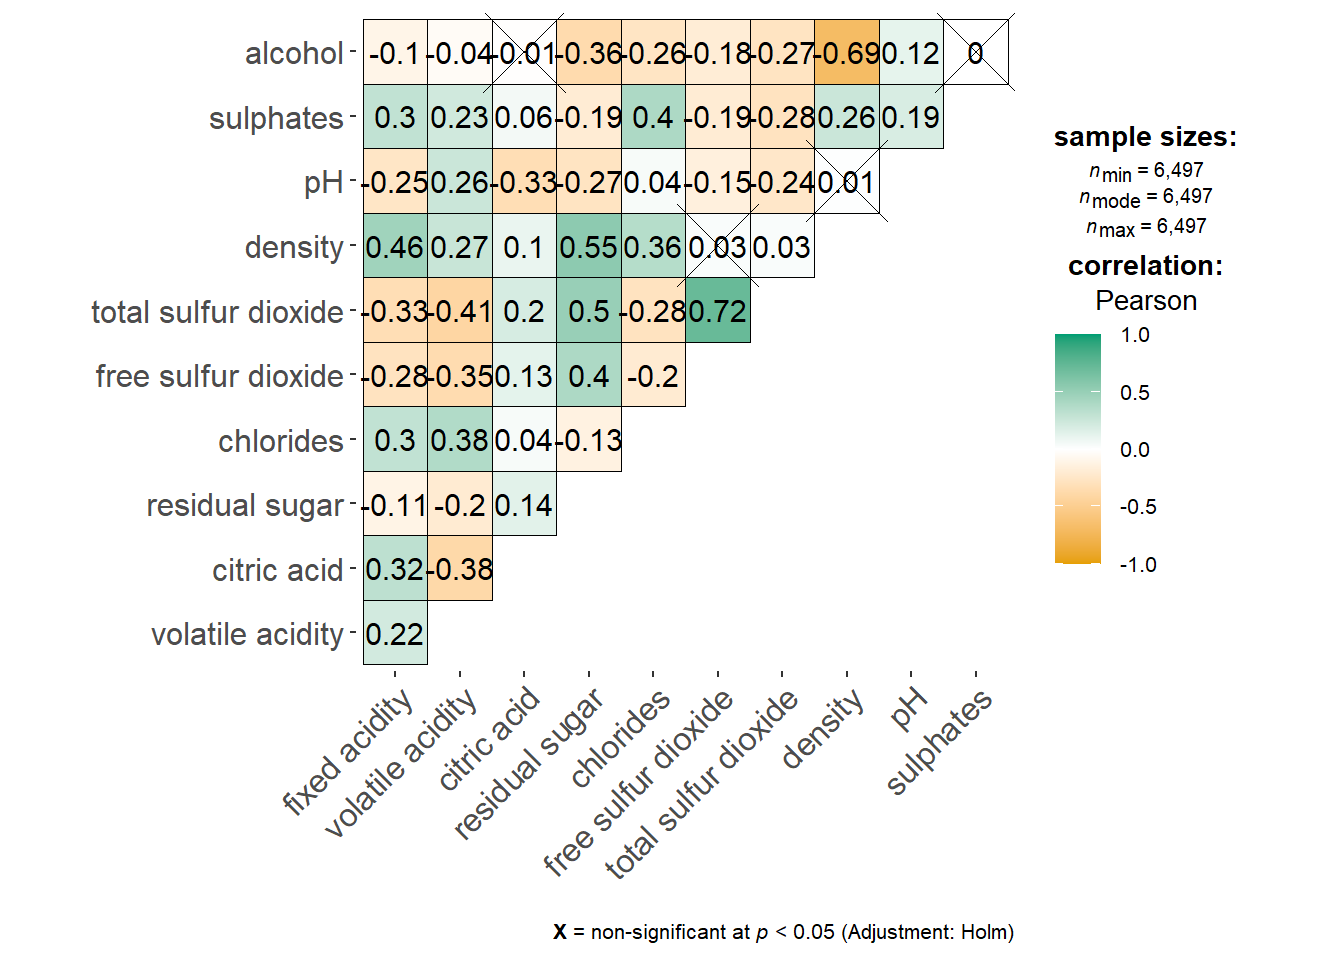 alcohol -0.1 -0.04 -0.01 -0.36 -0.26 -0.18 -0.27 -0.69 0.12 0
sulphates 0.3 0.23 0.06 -0.19 0.4 -0.19 -0.28 0.26 0.19
pH -0.25 0.26 -0.33 -0.27 0.04 -0.15 -0.24 0.01
density 0.46 0.27 0.1 0.55 0.36 0.03 0.03
total sulfur dioxide -0.33 -0.41 0.2 0.5 -0.28 0.72
free sulfur dioxide -0.28 -0.35 0.13 0.4 -0.2
chlorides 0.3 0.38 0.04 -0.13
residual sugar -0.11 -0.2 0.14
citric acid 0.32 -0.38
volatile acidity 0.22
fixed acidity
volatile acidity
citric acid
residual sugar
chlorides
free sulfur dioxide
total sulfur dioxide
density
pH
sulphates
sample sizes:
nmin = 6,497
nmode = 6,497
nmax = 6,497
correlation:
Pearson
1.0
0.5
0.0
-0.5
-1.0
X = non-significant at p < 0.05 (Adjustment: Holm)